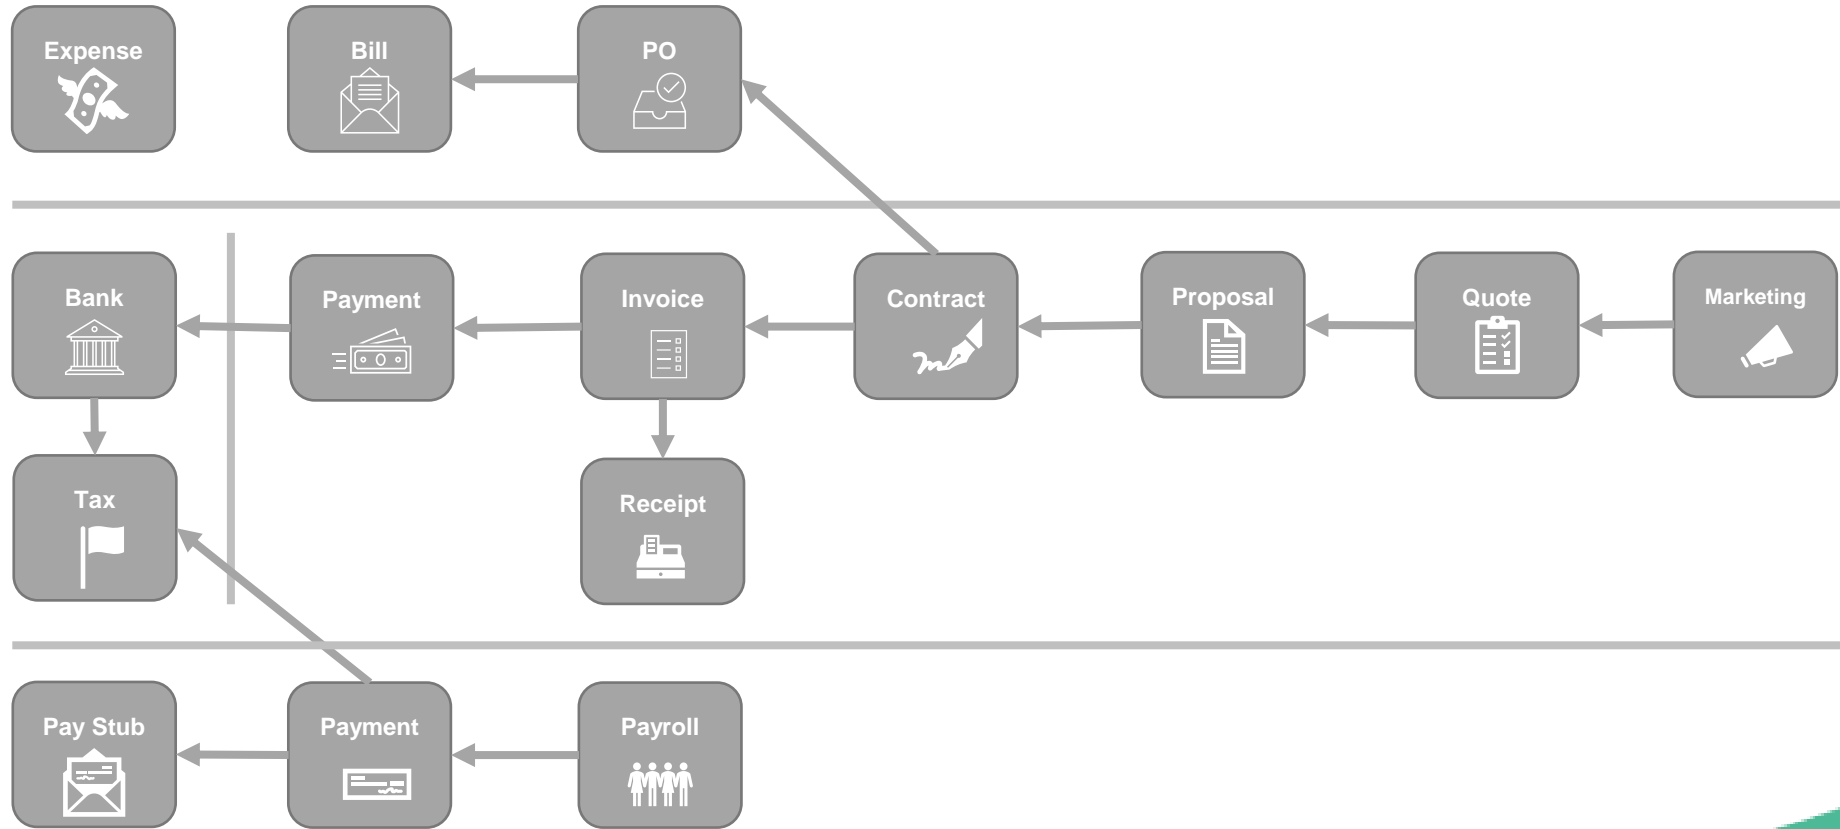 Expense
Bill
PO
Bank
Payment
Invoice
Contract
Proposal
Quote
Marketing
Tax
Receipt
Pay Stub
Payment
Payroll